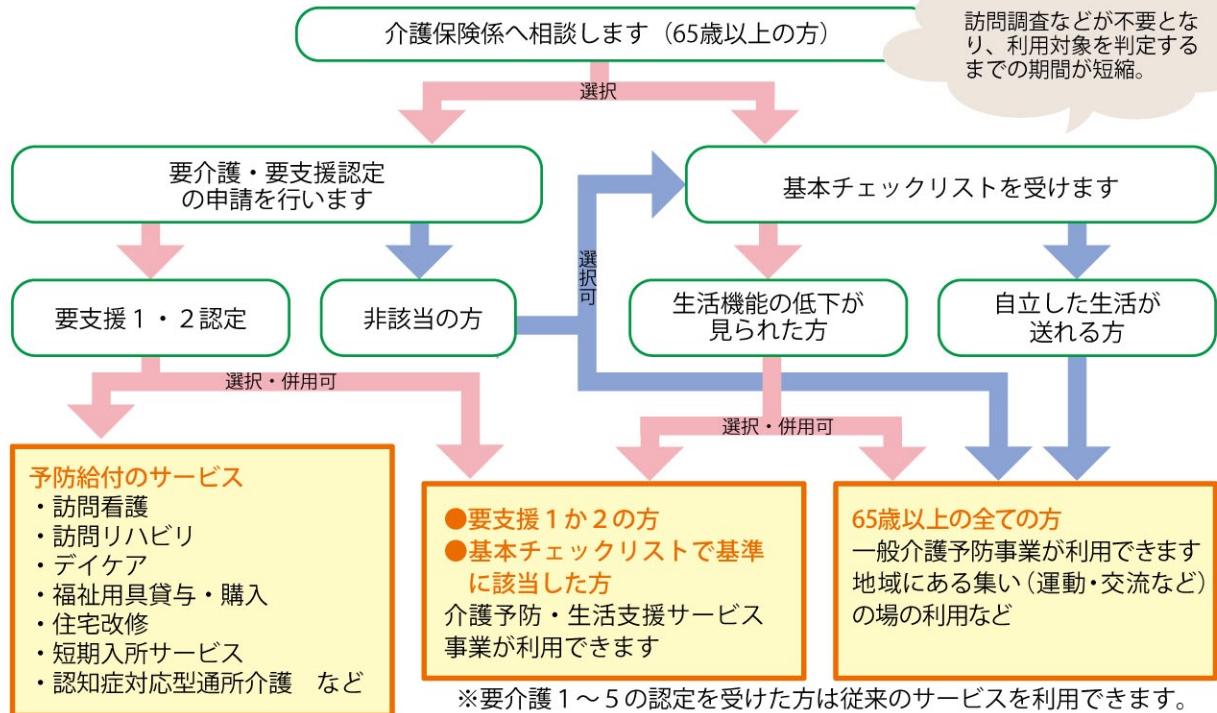 介護保険係へ相談します（65歳以上の方）
訪問調査などが不要とな
り、利用対象を判定する
までの期間が短縮。
選択
要介護・要支援認定
の申請を行います
基本チェックリストを受けます
選択可
要支援１・２認定
非該当の方
生活機能の低下が
見られた方
自立した生活が
送れる方
選択・併用可
選択・併用可
予防給付のサービス
・訪問看護
・訪問リハビリ
・デイケア
・福祉用具貸与・購入
・住宅改修
・短期入所サービス
・認知症対応型通所介護　など
●要支援１か２の方
●基本チェックリストで基準
に該当した方
介護予防・生活支援サービス
事業が利用できます
65歳以上の全ての方
一般介護予防事業が利用できます
地域にある集い（運動・交流など）
の場の利用など
※要介護１～５の認定を受けた方は従来のサービスを利用できます。